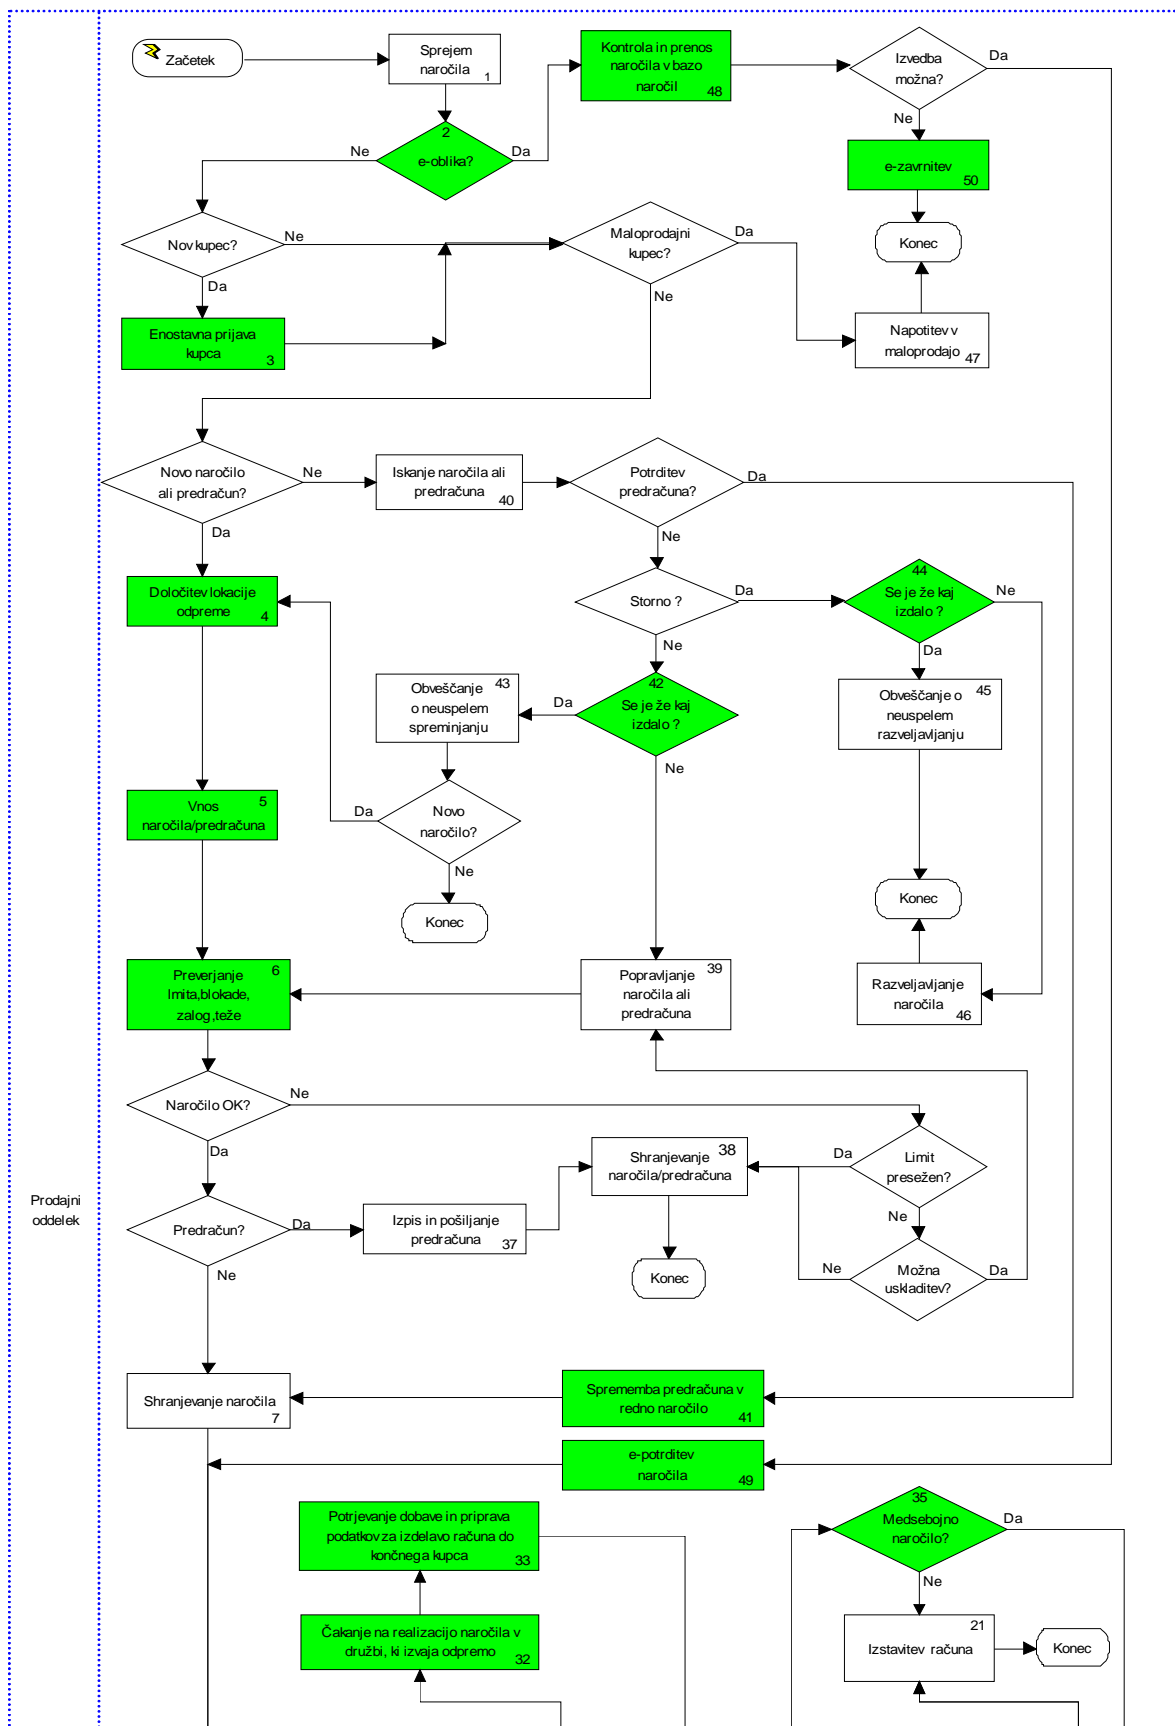 Začetek
Sprejem
naročila
1
Kontrola in prenos
naročila v bazo
naročil
48
Izvedba
možna?
Da
Ne
2
e-oblika?
Ne
Da
e-zavrnitev
50
Nov kupec?
Ne
Da
Maloprodajni
kupec?
Da
Ne
Konec
Enostavna prijava
kupca
3
Napotitev v
maloprodajo
47
Novo naročilo
ali predračun?
Ne
Da
Iskanje naročila ali
predračuna
40
Potrditev
predračuna?
Da
Ne
Določitev lokacije
odpreme
4
Storno ?
Da
Ne
44
Se je že kaj
izdalo ?
Ne
Da
Obveščanje
o neuspelem
spreminjanju
43
Da
42
Se je že kaj
izdalo ?
Ne
Obveščanje o
neuspelem
razveljavljanju
45
Vnos
naročila/predračuna
5
Da
Novo
naročilo?
Ne
Konec
Konec
Preverjanje
lmita,blokade,
zalog,teže
6
Popravljanje
naročila ali
predračuna
39
Razveljavljanje
naročila
46
Naročilo OK?
Ne
Da
Shranjevanje
naročila/predračuna
38
Da
Limit
presežen?
Ne
Prodajni
oddelek
Predračun?
Da
Ne
Izpis in pošiljanje
predračuna
37
Konec
Ne
Možna
uskladitev?
Da
Shranjevanje naročila
7
Sprememba predračuna v
redno naročilo
41
e-potrditev
naročila
49
Potrjevanje dobave in priprava
podatkov za izdelavo računa do
končnega kupca
33
35
Medsebojno
naročilo?
Da
Ne
Čakanje na realizacijo naročila v
družbi, ki izvaja odpremo
32
21
Izstavitev računa
Konec